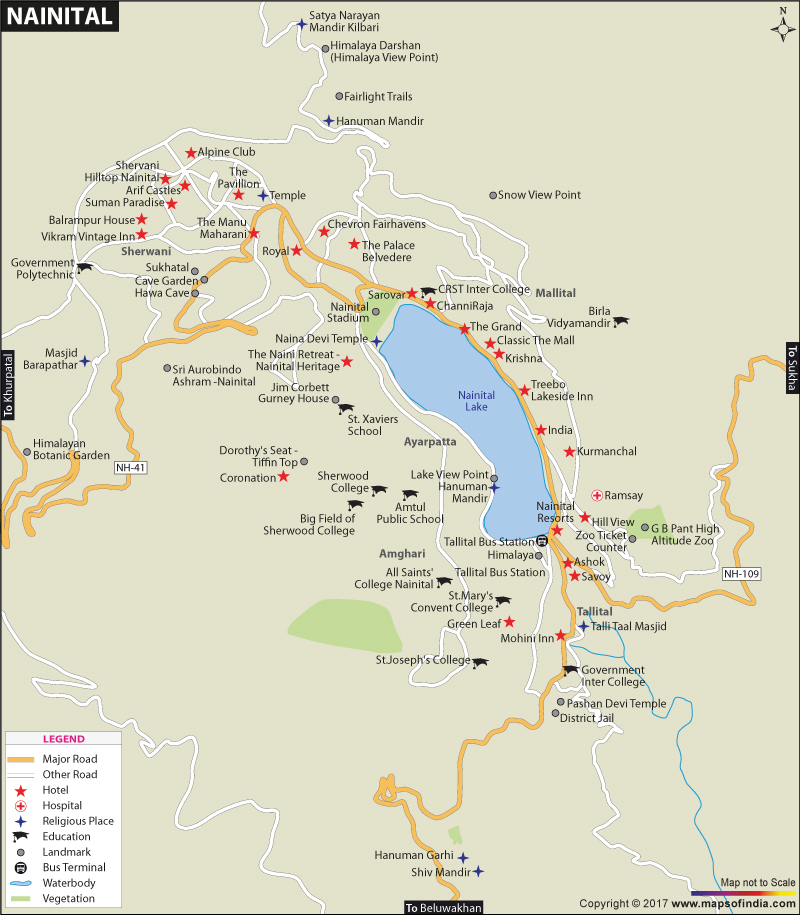 NAINITAL
N
Satya Narayan
Mandir Kilbari
Himalaya Darshan
(Himalaya View Point)
Fairlight Trails
Hanuman Mandir
Alpine Club
Shervani
Hilltop Nainital
Arif Castles
Suman Paradise
The
Pavillion
Temple
Snow View Point
Balrampur House
Vikram Vintage Inn
The Manu
Maharani
Chevron Fairhavens
Royal
The Palace
Belvedere
Sherwani
Government
Polytechnic
Sukhatal
Cave Garden
Hawa Cave
Sarovar
CRST Inter College
ChanniRaja
Mallital
Nainital
Stadium
Birla
Vidyamandir
Naina Devi Temple
The Grand
Classic The Mall
Krishna
To Khurpatal
Masjid
Barapathar
Sri Aurobindo
Ashram -Nainital
The Naini Retreat -
Nainital Heritage
To Sukha
Jim Corbett
Gurney House
St. Xaviers
School
Nainital
Lake
Treebo
Lakeside Inn
India
Ayarpatta
Kurmanchal
Himalayan
Botanic Garden
NH-41
Dorothy's Seat -
Tiffin Top
Coronation
Sherwood
College
Lake View Point
Hanuman
Mandir
Amtul
Public School
Big Field of
Sherwood College
Ramsay
Nainital
Resorts
Hill View
Zoo Ticket
Counter
G B Pant High
Altitude Zoo
Tallital Bus Station
Himalaya
Amghari
Ashok
Savoy
Tallital Bus Station
NH-109
All Saints'
College Nainital
St.Mary's
Convent College
Green Leaf
Tallital
Talli Taal Masjid
Mohini Inn
St.Joseph's College
Government
Inter College
Pashan Devi Temple
District Jail
LEGEND
Major Road
Other Road
Hotel
Hospital
Religious Place
Education
Landmark
Bus Terminal
Waterbody
Vegetation
Hanuman Garhi
Shiv Mandir
To Beluwakhan
Map not to Scale
Copyright © 2017 www.mapsofindia.com